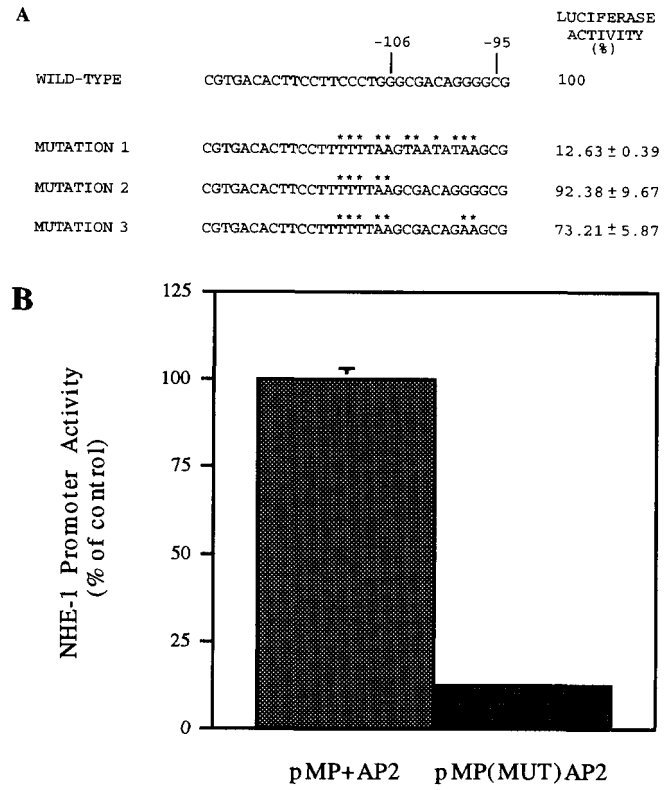 A
LUCIFERASE
ACTIVITY
(%)
-106 -95
WILD-TYPE CGTGACACTTCCTTCCCTGGGCGACAGGGGCG 100
*** ** ** * ***
MUTATION 1 CGTGACACTTCCTTTTTTAAGTAATATAAGCG 12.63 ± 0.39
*** **
MUTATION 2 CGTGACACTTCCTTTTTTAAGCGACAGGGGCG 92.38 ± 9.67
*** ** **
MUTATION 3 CGTGACACTTCCTTTTTTAAGCGACAGAAGCG 73.21 ± 5.87
B
NHE-1 Promoter Activity
(% of control)
125
100
75
50
25
0
pMP+AP2 pMP(MUT)AP2